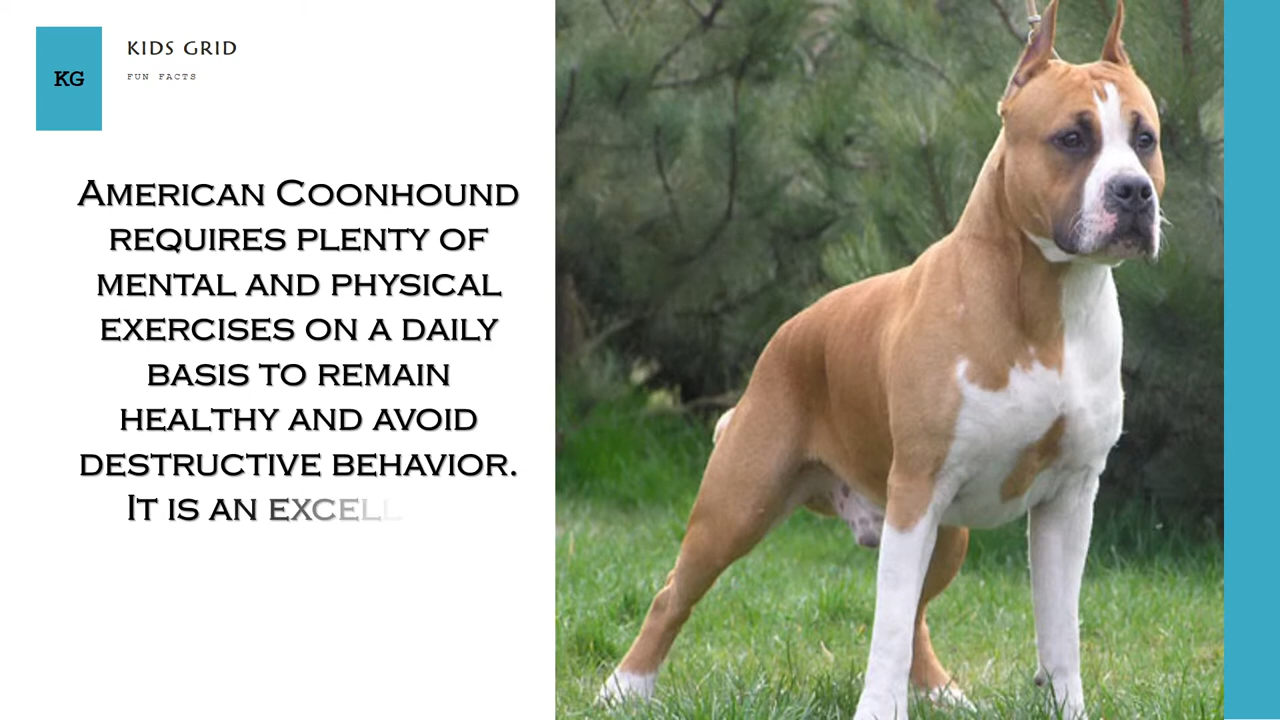 KG
KIDS GRID
FUN FACTS
AMERICAN COONHOUND
REQUIRES PLENTY OF
MENTAL AND PHYSICAL
EXERCISES ON A DAILY
BASIS TO REMAIN
HEALTHY AND AVOID
DESTRUCTIVE BEHAVIOR.
IT IS AN EXCELL